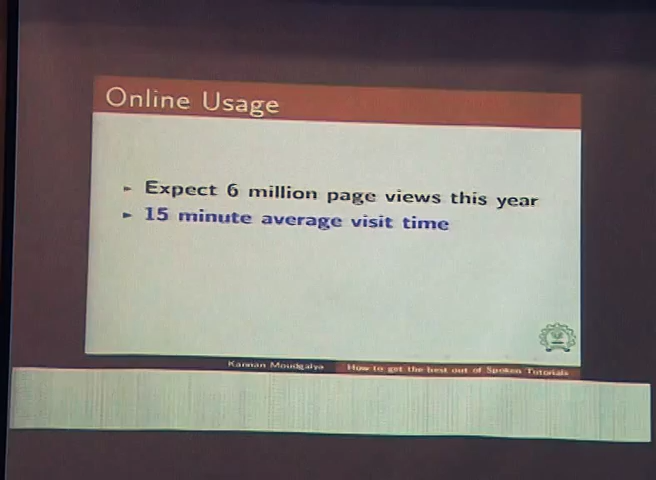 Online Usage
Expect 6 million page views this year
15 minute average visit time
Kannan Moudgalya How to get the best out of Spoken Tutorials